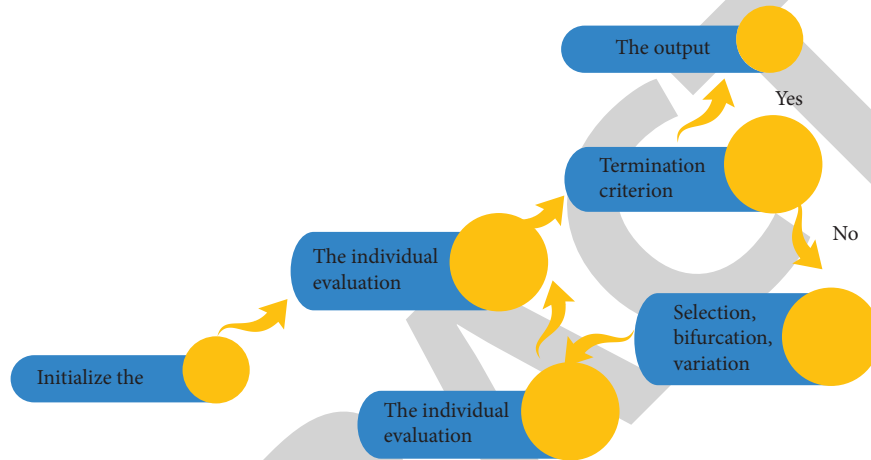 The output
Yes
Termination
criterion
No
The individual
evaluation
Selection,
bifurcation,
variation
Initialize the
The individual
evaluation